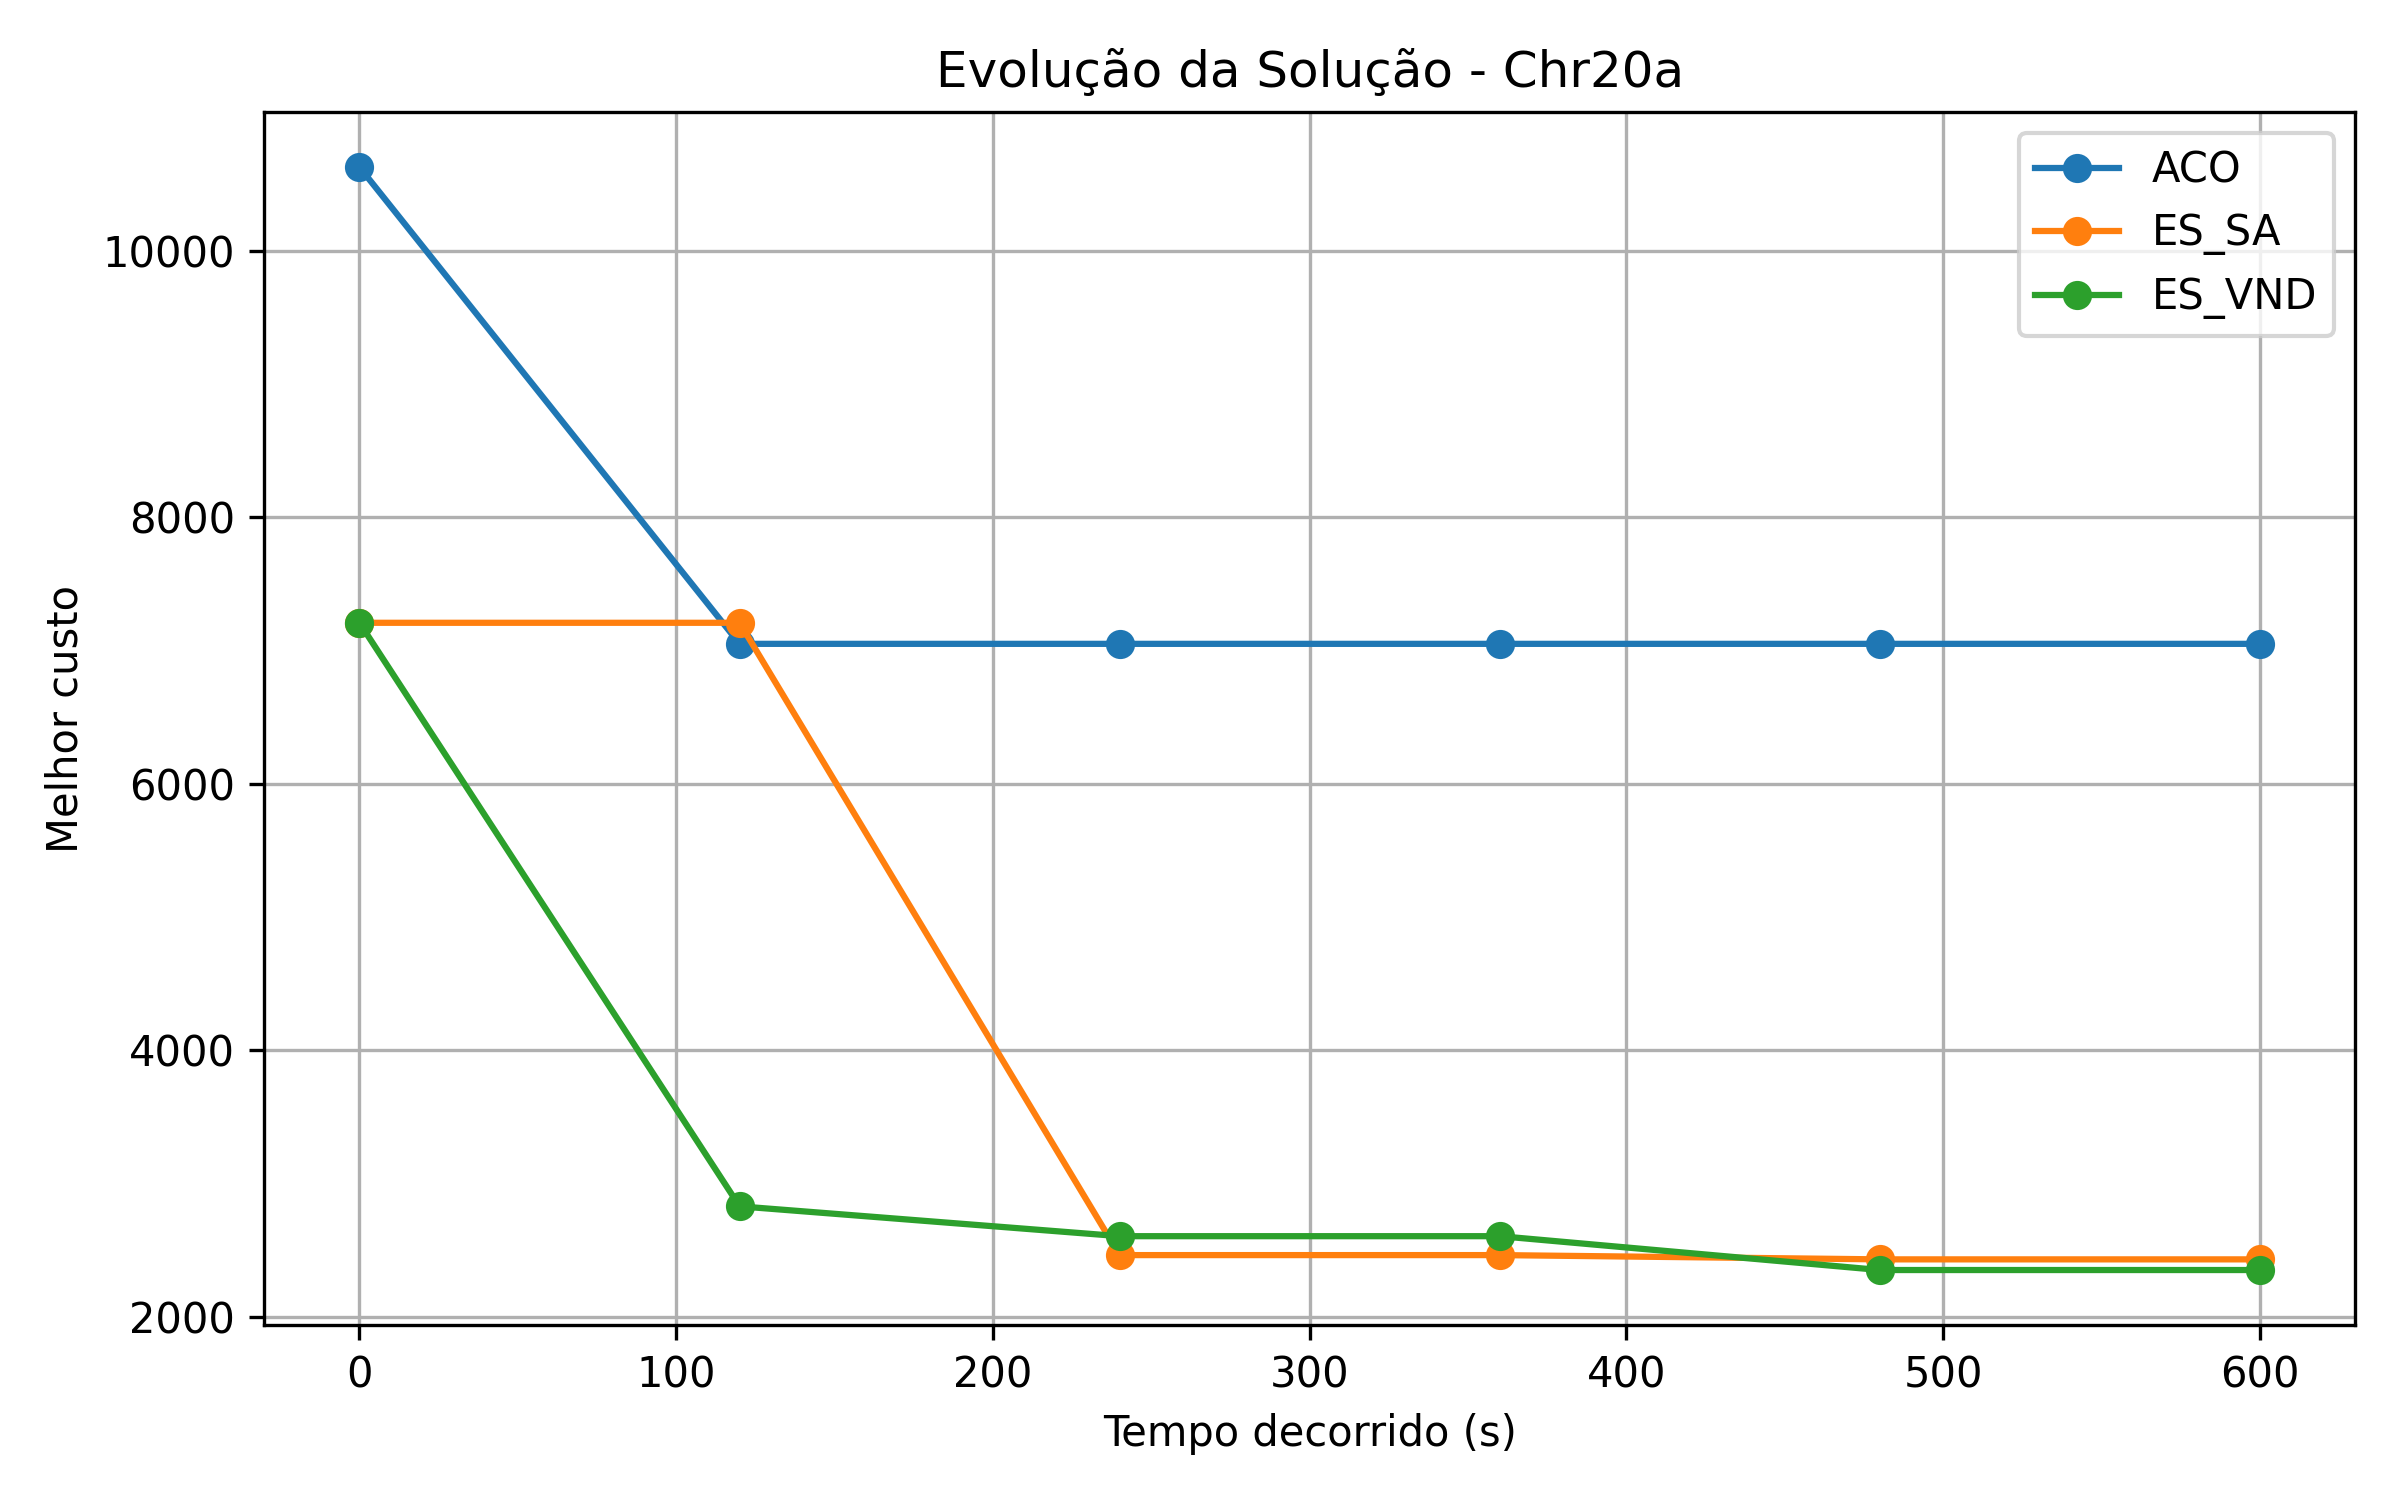 Evolução da Solução - Chr20a
ACO
ES_SA
ES_VND
Melhor custo
10000
8000
6000
4000
2000
0 100 200 300 400 500 600
Tempo decorrido (s)